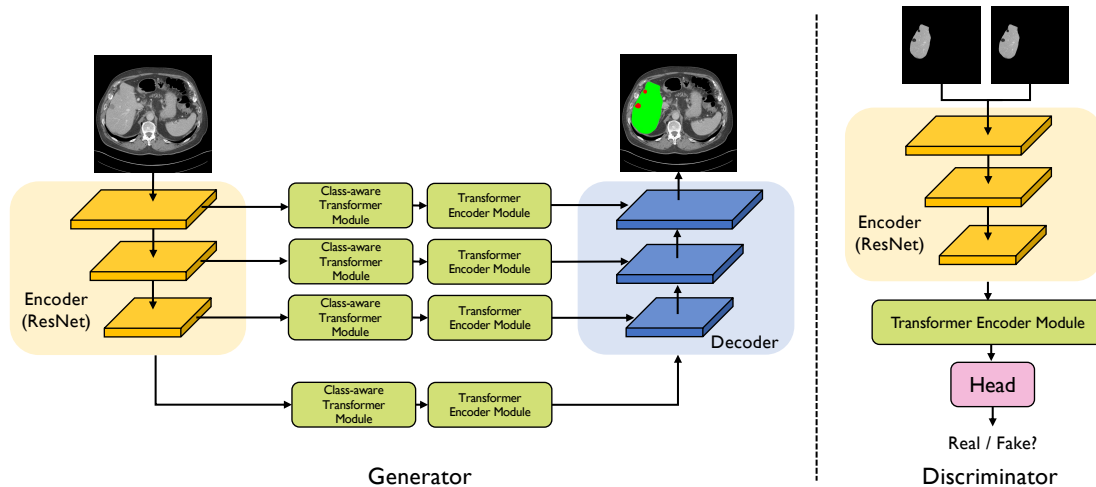 Class-aware
Transformer
Module
Transformer
Encoder Module
Class-aware
Transformer
Module
Transformer
Encoder Module
Class-aware
Transformer
Module
Transformer
Encoder Module
Encoder
(ResNet)
Decoder
Class-aware
Transformer
Module
Transformer
Encoder Module
Generator
Encoder
(ResNet)
Transformer Encoder Module
Head
Real / Fake?
Discriminator